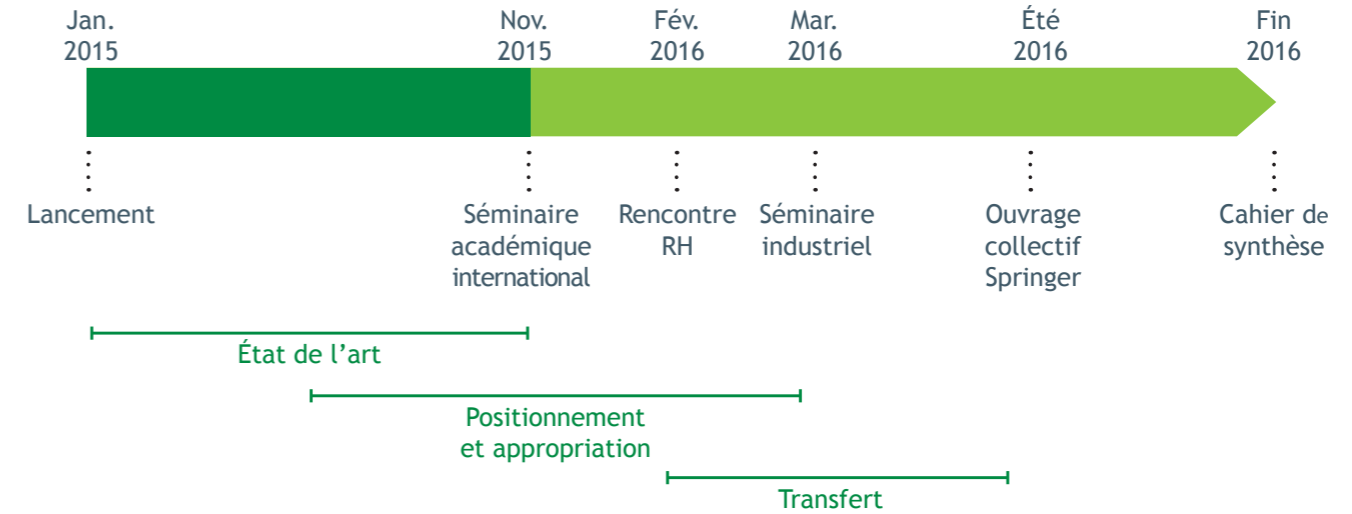 Jan.
2015
Nov.
2015
Fév.
2016
Mar.
2016
Été
2016
Fin
2016
Lancement
Séminaire
académique
international
Rencontre
RH
Séminaire
industriel
Ouvrage
collectif
Springer
Cahier de
synthèse
État de l’art
Positionnement
et appropriation
Transfert